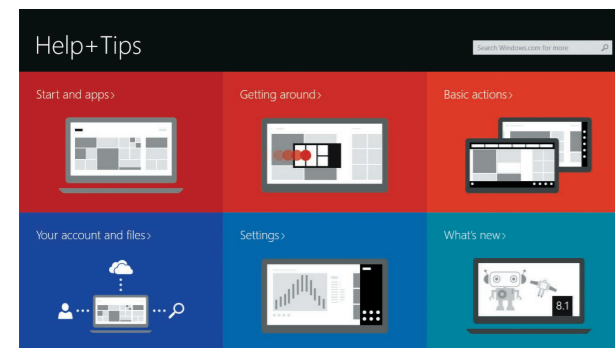 Help+Tips
Search Windows.com for more
Start and apps>
Getting around>
Basic actions>
Your account and files>
Settings>
What's new>
8.1